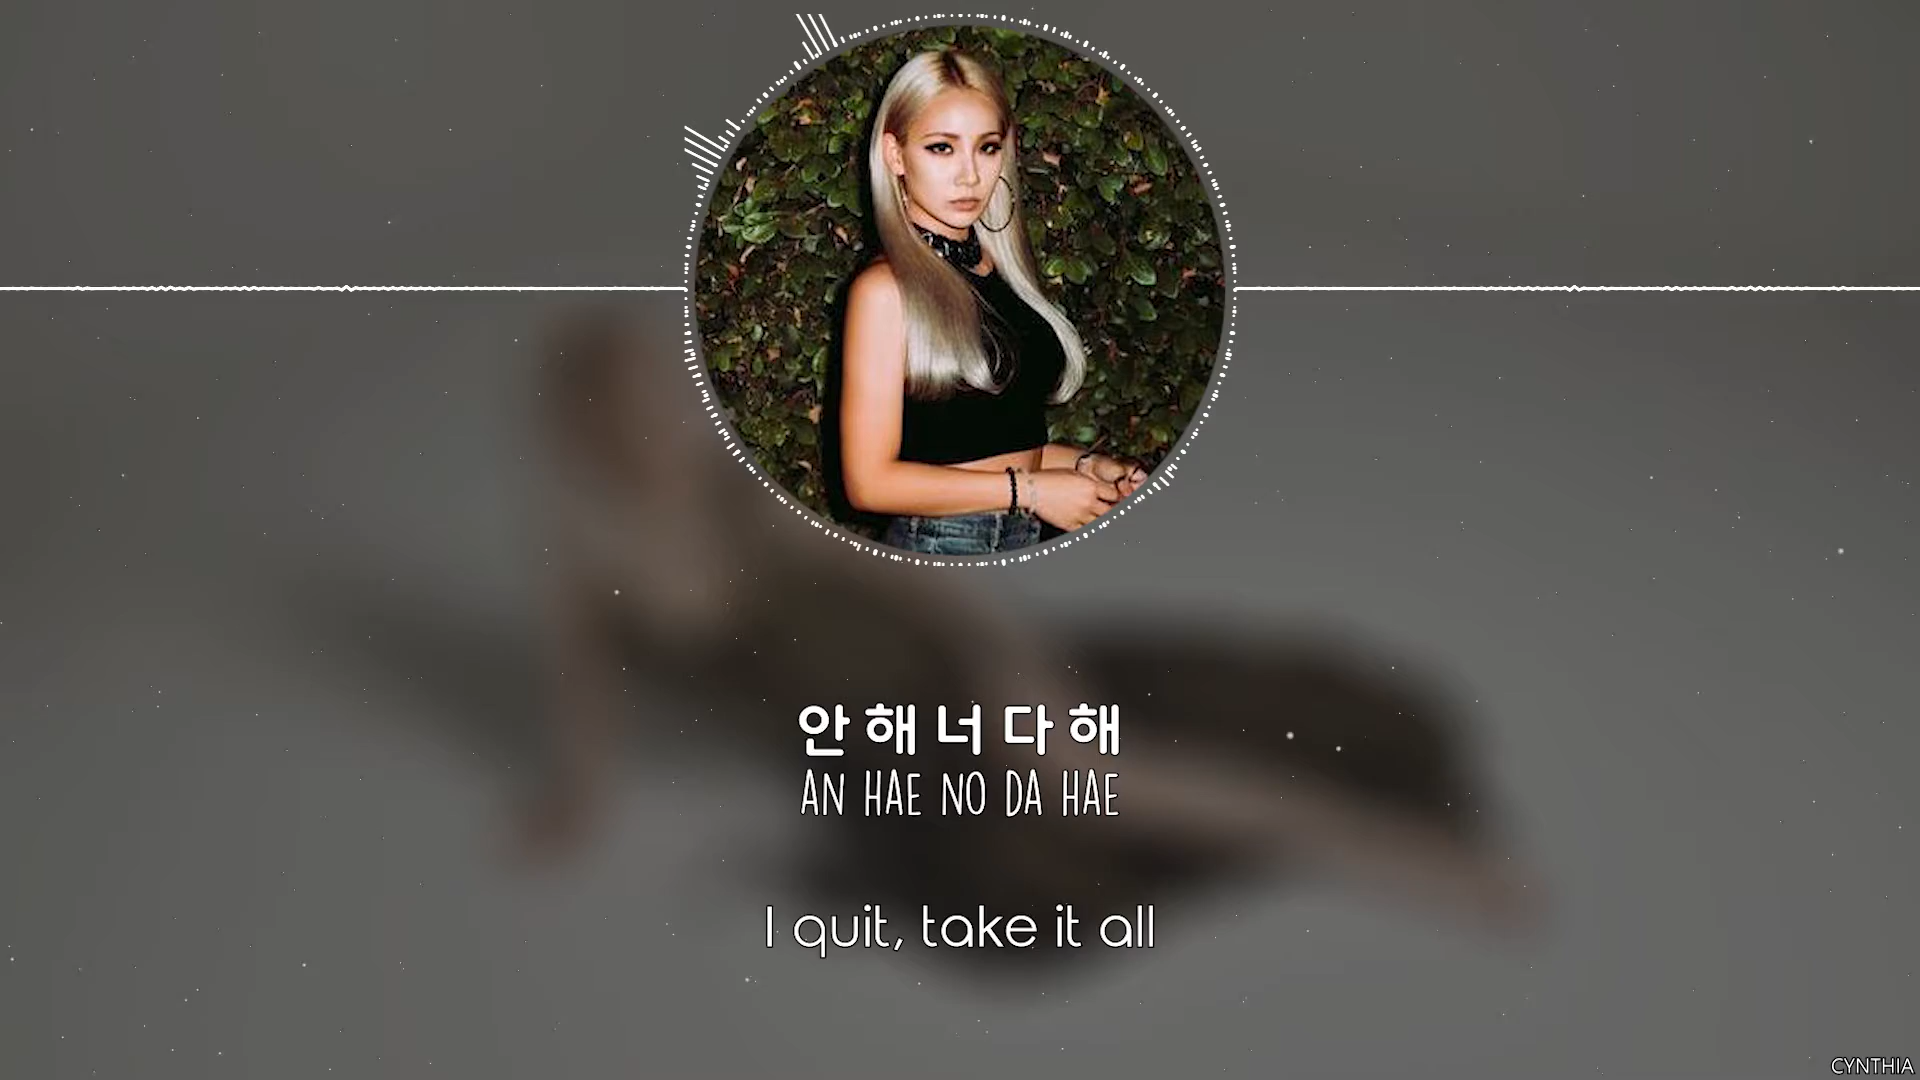 안 해 너 다 해
AN HAE NO DA HAE
I quit, take it all
CYNTHIA